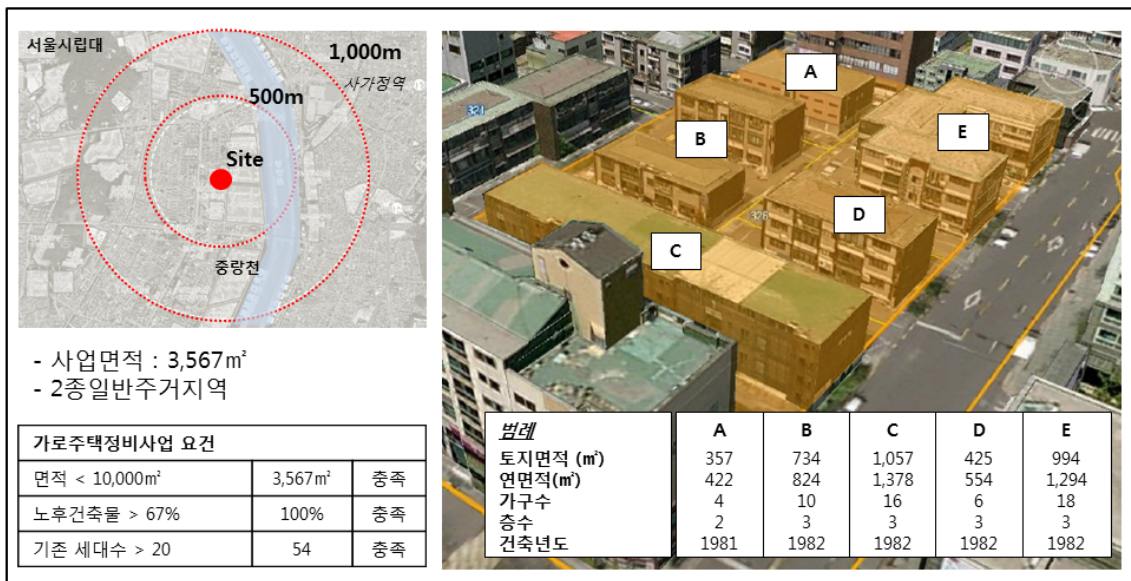 서울시립대
1,000m
사가정역
500m
Site
중랑천
- 사업면적 : 3,567㎡
- 2종일반주거지역
가로주택정비사업 요건
면적 < 10,000㎡ 3,567㎡ 충족
노후건축물 > 67% 100% 충족
기존 세대수 > 20 54 충족
A
B
E
D
C
324
326
범례 A B C D E
토지면적 (㎡) 357 734 1,057 425 994
연면적(㎡) 422 824 1,378 554 1,294
가구수 4 10 16 6 18
층수 2 3 3 3 3
건축년도 1981 1982 1982 1982 1982